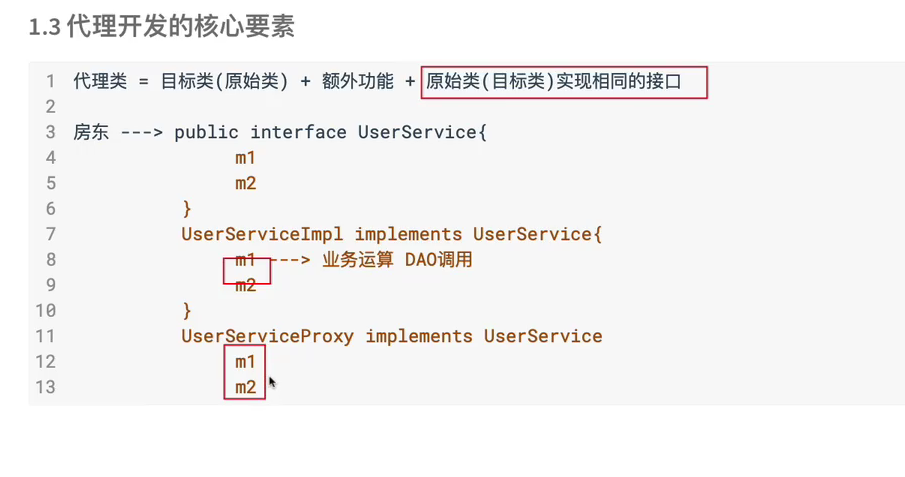 1.3 代理开发的核心要素
1 代理类 = 目标类(原始类) + 额外功能 + 原始类(目标类)实现相同的接口
2
3 房东 ---> public interface UserService{
4 m1
5 m2
6 }
7 UserServiceImpl implements UserService{
8 m1 ---> 业务运算 DAO调用
9 m2
10 }
11 UserServiceProxy implements UserService
12 m1
13 m2